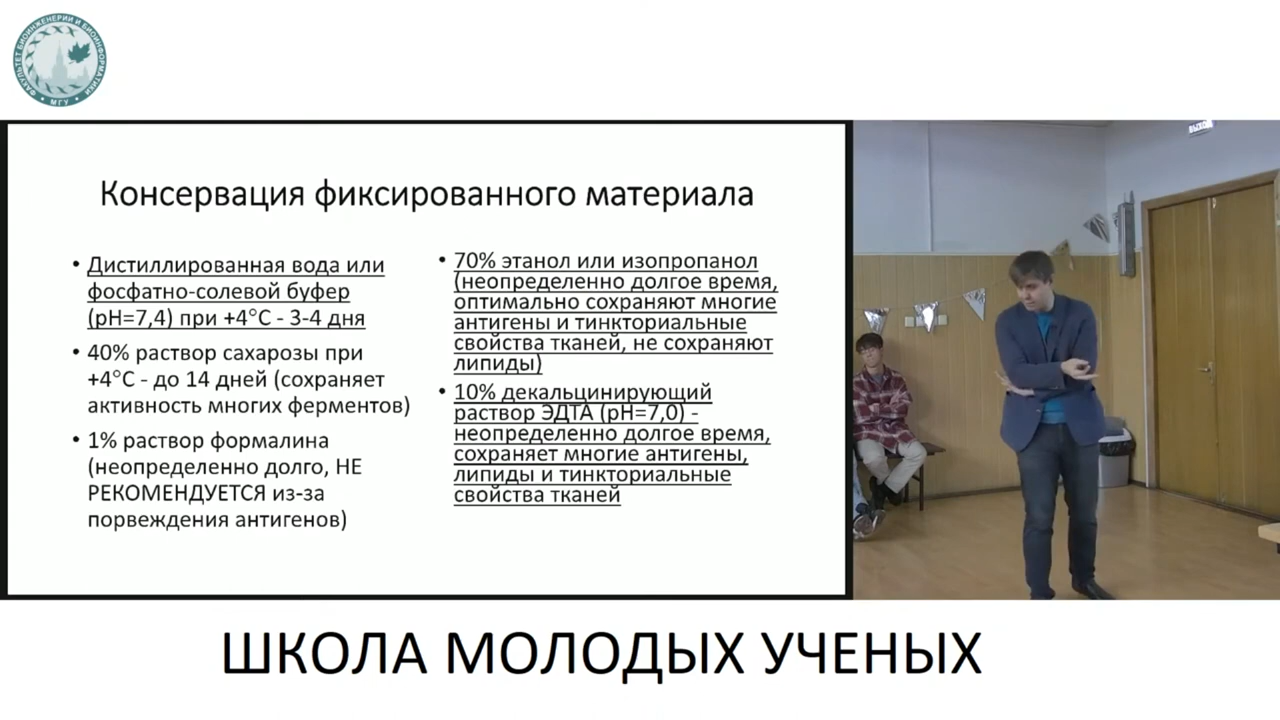 ФАКУЛЬТЕТ БИОИНЖЕНЕРИИ И БИОИНФОРМАТИКИ
МГУ
Консервация фиксированного материала
• Дистиллированная вода или
фосфатно-солевой буфер
(pH=7,4) при +4°C - 3-4 дня
• 40% раствор сахарозы при
+4°C - до 14 дней (сохраняет
активность многих ферментов)
• 1% раствор формалина
(неопределенно долго, НЕ
РЕКОМЕНДУЕТСЯ из-за
порвеждения антигенов)
• 70% этанол или изопропанол
(неопределенно долгое время,
оптимально сохраняют многие
антигены и тинкториальные
свойства тканей, не сохраняют
липиды)
• 10% декальцинирующий
раствор ЭДТА (pH=7,0) -
неопределенно долгое время,
сохраняет многие антигены,
липиды и тинкториальные
свойства тканей
ШКОЛА МОЛОДЫХ УЧЕНЫХ